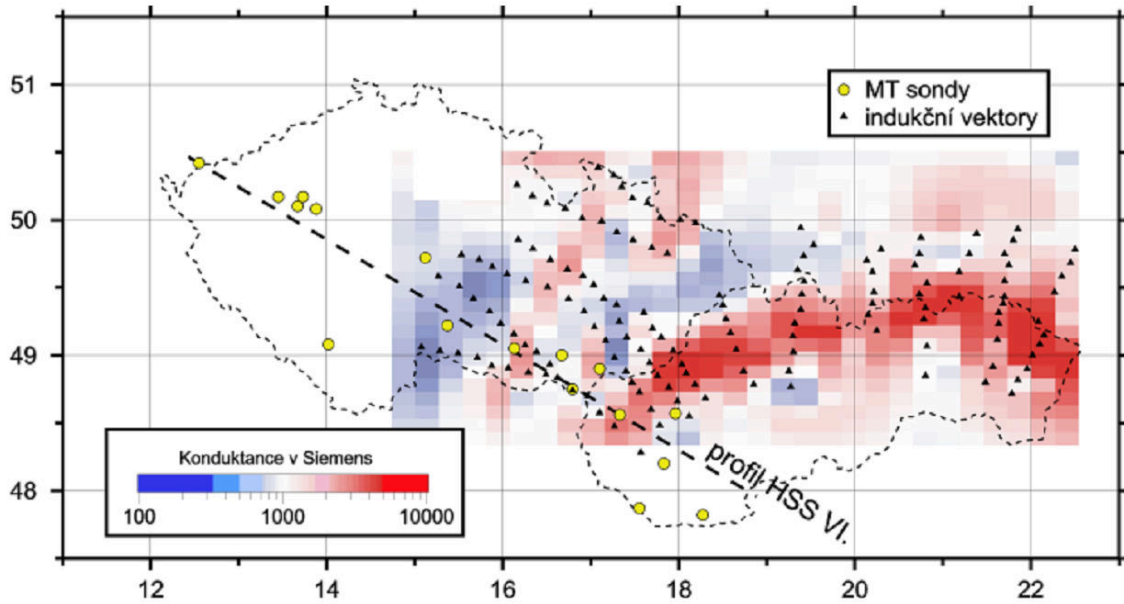 51
50
49
48
MT sondy
indukční vektory
Konduktance v Siemens
100 1000 10000
profil HSS VI.
12 14 16 18 20 22